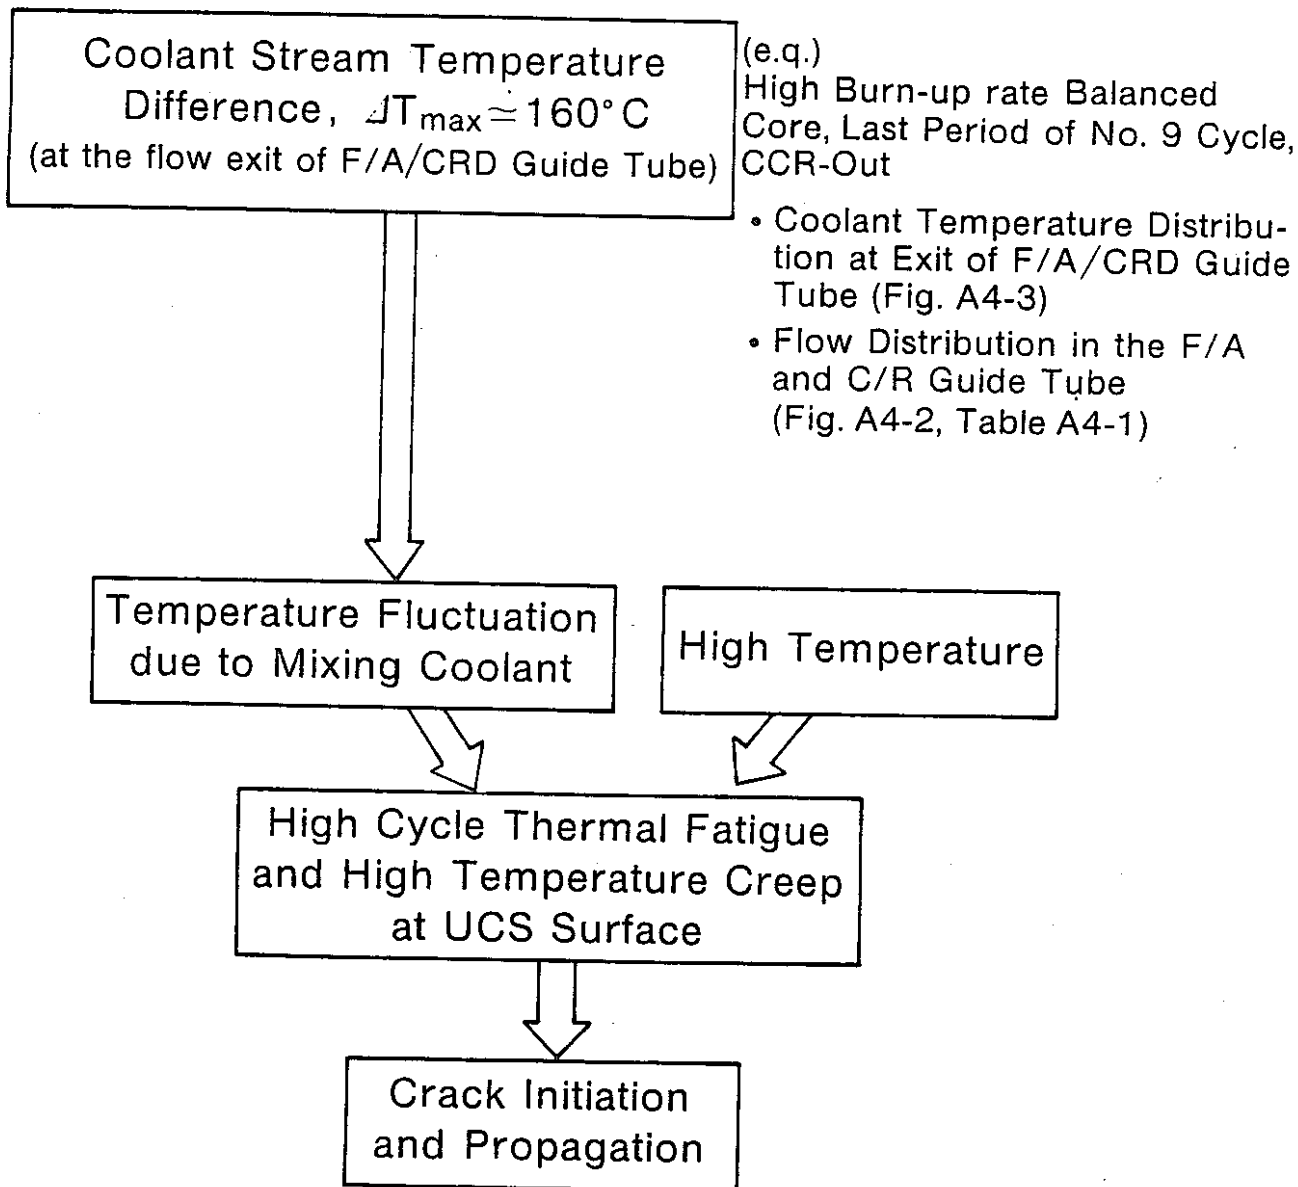 Coolant Stream Temperature
Difference, ΔTmax≃160°C
(at the flow exit of F/A/CRD Guide Tube)
(e.q.)
High Burn-up rate Balanced
Core, Last Period of No. 9 Cycle,
CCR-Out
• Coolant Temperature Distribu-
tion at Exit of F/A/CRD Guide
Tube (Fig. A4-3)
• Flow Distribution in the F/A
and C/R Guide Tube
(Fig. A4-2, Table A4-1)
Temperature Fluctuation
due to Mixing Coolant
High Temperature
High Cycle Thermal Fatigue
and High Temperature Creep
at UCS Surface
Crack Initiation
and Propagation